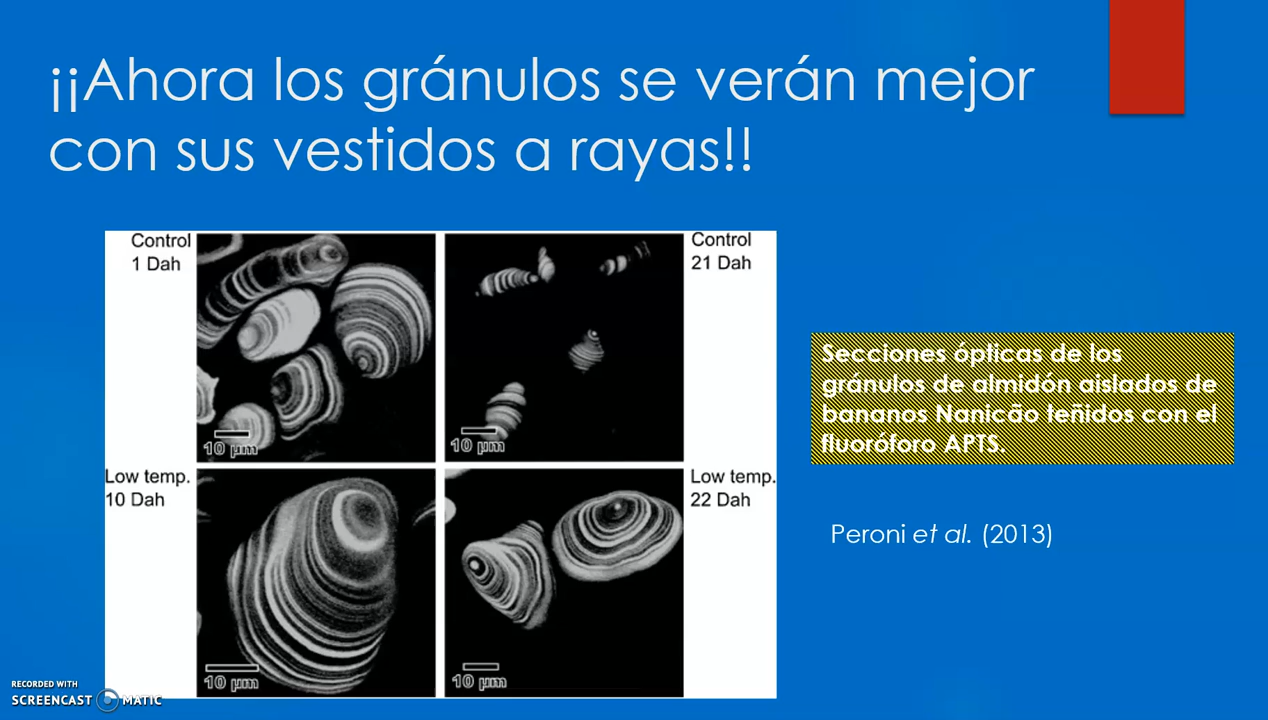 ¡¡Ahora los gránulos se verán mejor
con sus vestidos a rayas!!
Control
1 Dah
Control
21 Dah
10 µm
10 µm
Low temp.
10 Dah
Low temp.
22 Dah
10 µm
10 µm
Secciones ópticas de los
gránulos de almidón aislados de
bananos Nanicão teñidos con el
fluoróforo APTS.
Peroni et al. (2013)
RECORDED WITH
SCREENCAST MATIC